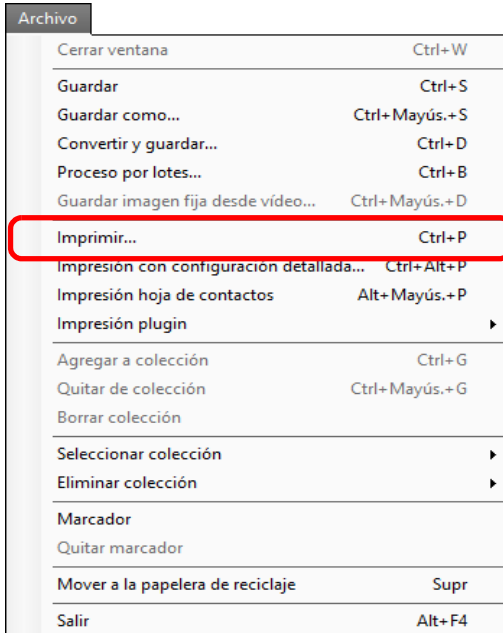 Archivo
Cerrar ventana Ctrl+W
Guardar Ctrl+S
Guardar como... Ctrl+Mayús.+S
Convertir y guardar... Ctrl+D
Proceso por lotes... Ctrl+B
Guardar imagen fija desde vídeo... Ctrl+Mayús.+D
Imprimir... Ctrl+P
Impresión con configuración detallada... Ctrl+Alt+P
Impresión hoja de contactos Alt+Mayús.+P
Impresión plugin
Agregar a colección Ctrl+G
Quitar de colección Ctrl+Mayús.+G
Borrar colección
Seleccionar colección
Eliminar colección
Marcador
Quitar marcador
Mover a la papelera de reciclaje Supr
Salir Alt+F4